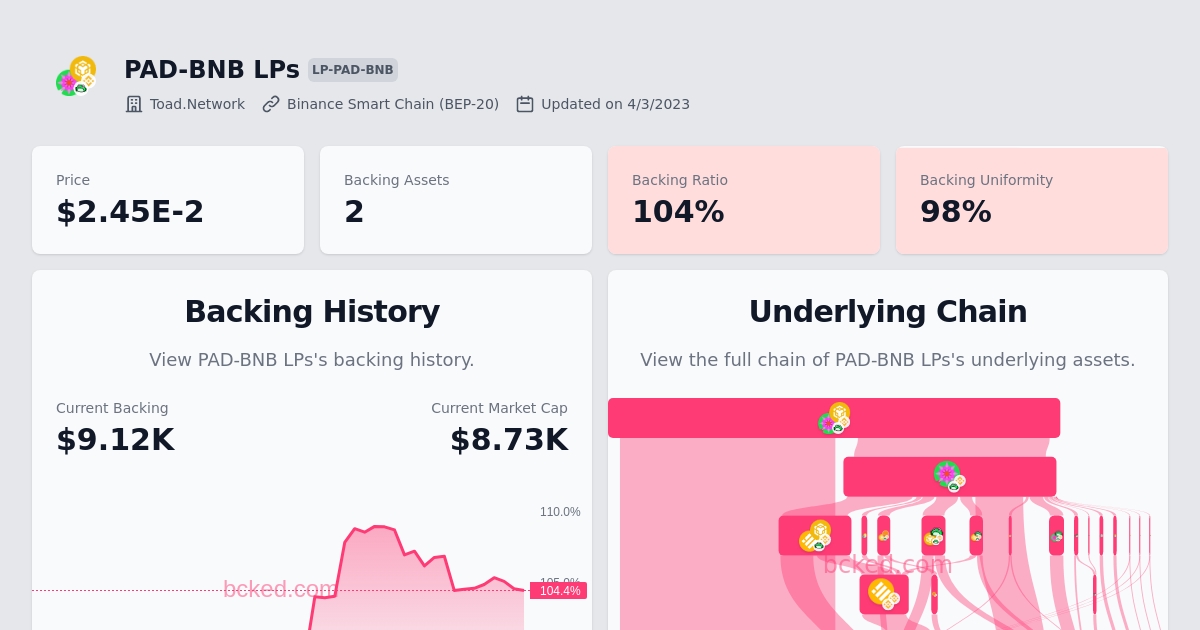 PAD-BNB LPs LP-PAD-BNB
Toad.Network Binance Smart Chain (BEP-20) Updated on 4/3/2023
Price
$2.45E-2
Backing Assets
2
Backing Ratio
104%
Backing Uniformity
98%
Backing History
View PAD-BNB LPs's backing history.
Current Backing
$9.12K
Current Market Cap
$8.73K
110.0%
105.0%
104.4%
bcked.com
Underlying Chain
View the full chain of PAD-BNB LPs's underlying assets.
bcked.com